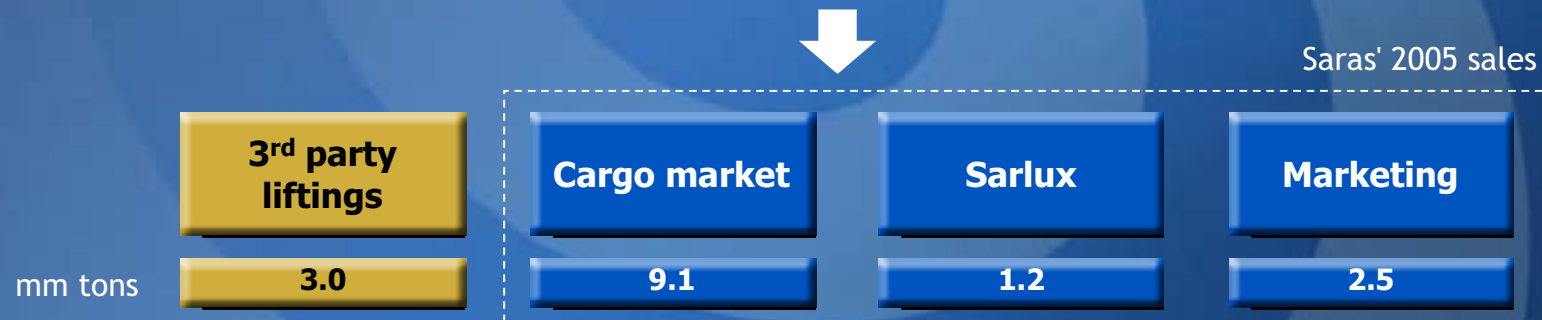 Saras' 2005 sales
3rd party
liftings
Cargo market
Sarlux
Marketing
mm tons
3.0
9.1
1.2
2.5